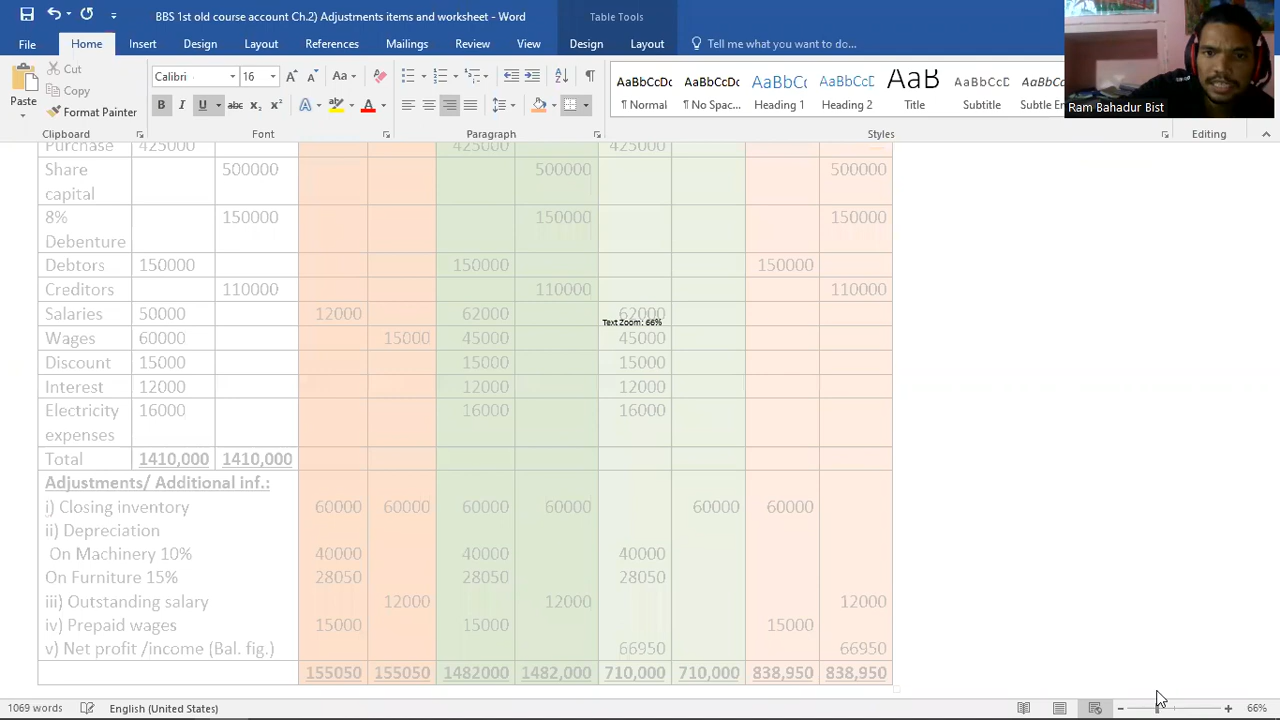 BBS 1st old course account Ch.2) Adjustments items and worksheet - Word
Table Tools
File Home Insert Design Layout References Mailings Review View Design Layout Tell me what you want to do...
Paste
Cut
Copy
Format Painter
Calibri 16
B I U abc
AaBbCcDc AaBbCcDc AaBbCcD AaBbCcD AaB AaBbCcD AaBbCcD
¶ Normal ¶ No Spac... Heading 1 Heading 2 Title Subtitle Subtle
Clipboard Font Paragraph Styles Editing
Ram Bahadur Bist
Purchase 425000 425000 425000
Share capital 500000 500000 500000
8% Debenture 150000 150000 150000
Debtors 150000 150000 150000
Creditors 110000 110000 110000
Salaries 50000 12000 62000 62000
Text Zoom: 66%
Wages 60000 15000 45000 45000
Discount 15000 15000 15000
Interest 12000 12000 12000
Electricity expenses 16000 16000 16000
Total 1410,000 1410,000
Adjustments/ Additional inf.:
i) Closing inventory 60000 60000 60000 60000 60000 60000
ii) Depreciation
On Machinery 10% 40000 40000 40000
On Furniture 15% 28050 28050 28050
iii) Outstanding salary 12000 12000 12000
iv) Prepaid wages 15000 15000 15000
v) Net profit /income (Bal. fig.) 66950 66950
155050 155050 1482000 1482,000 710,000 710,000 838,950 838,950
1069 words English (United States) 66%